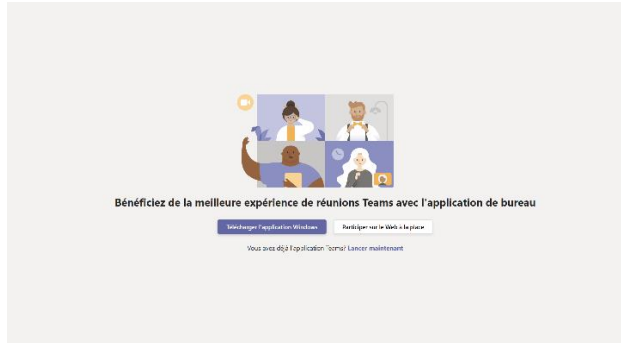 Bénéficiez de la meilleure expérience de réunions Teams avec l'application de bureau
Télécharger l'application Windows
Participer sur le Web à la place
Vous avez déjà l'application Teams? Lancer maintenant